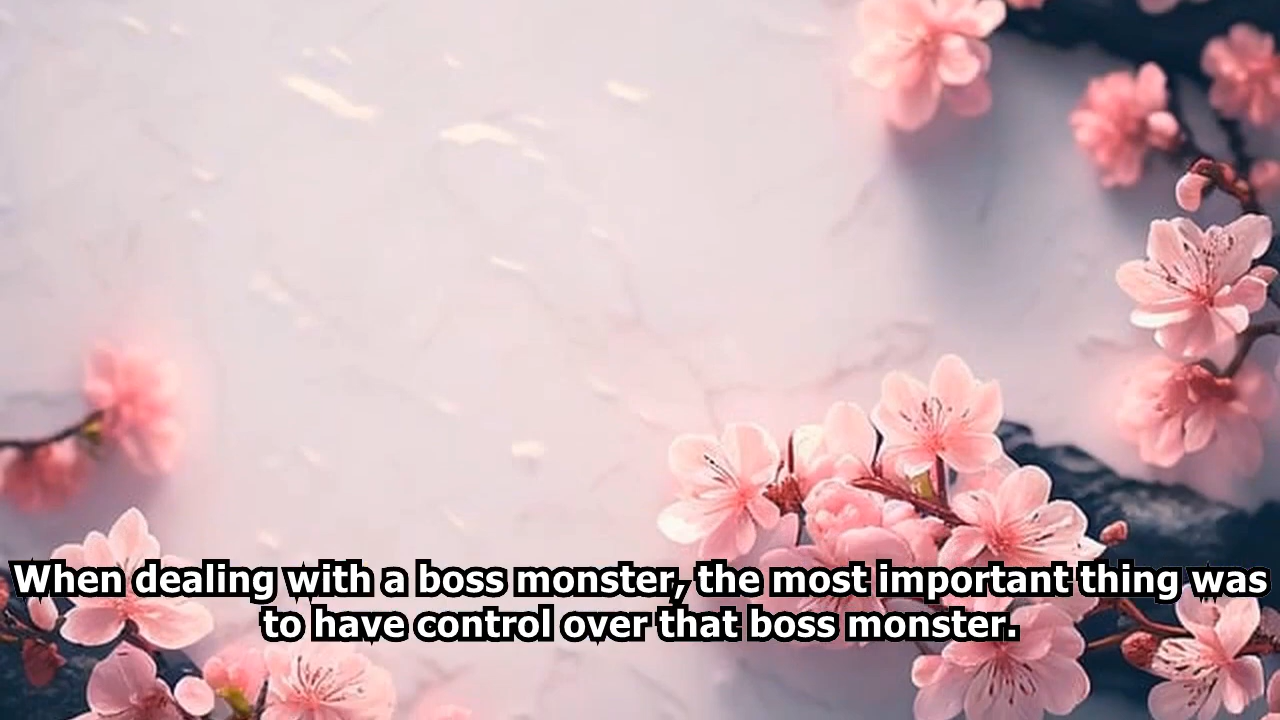 When dealing with a boss monster, the most important thing was
to have control over that boss monster.